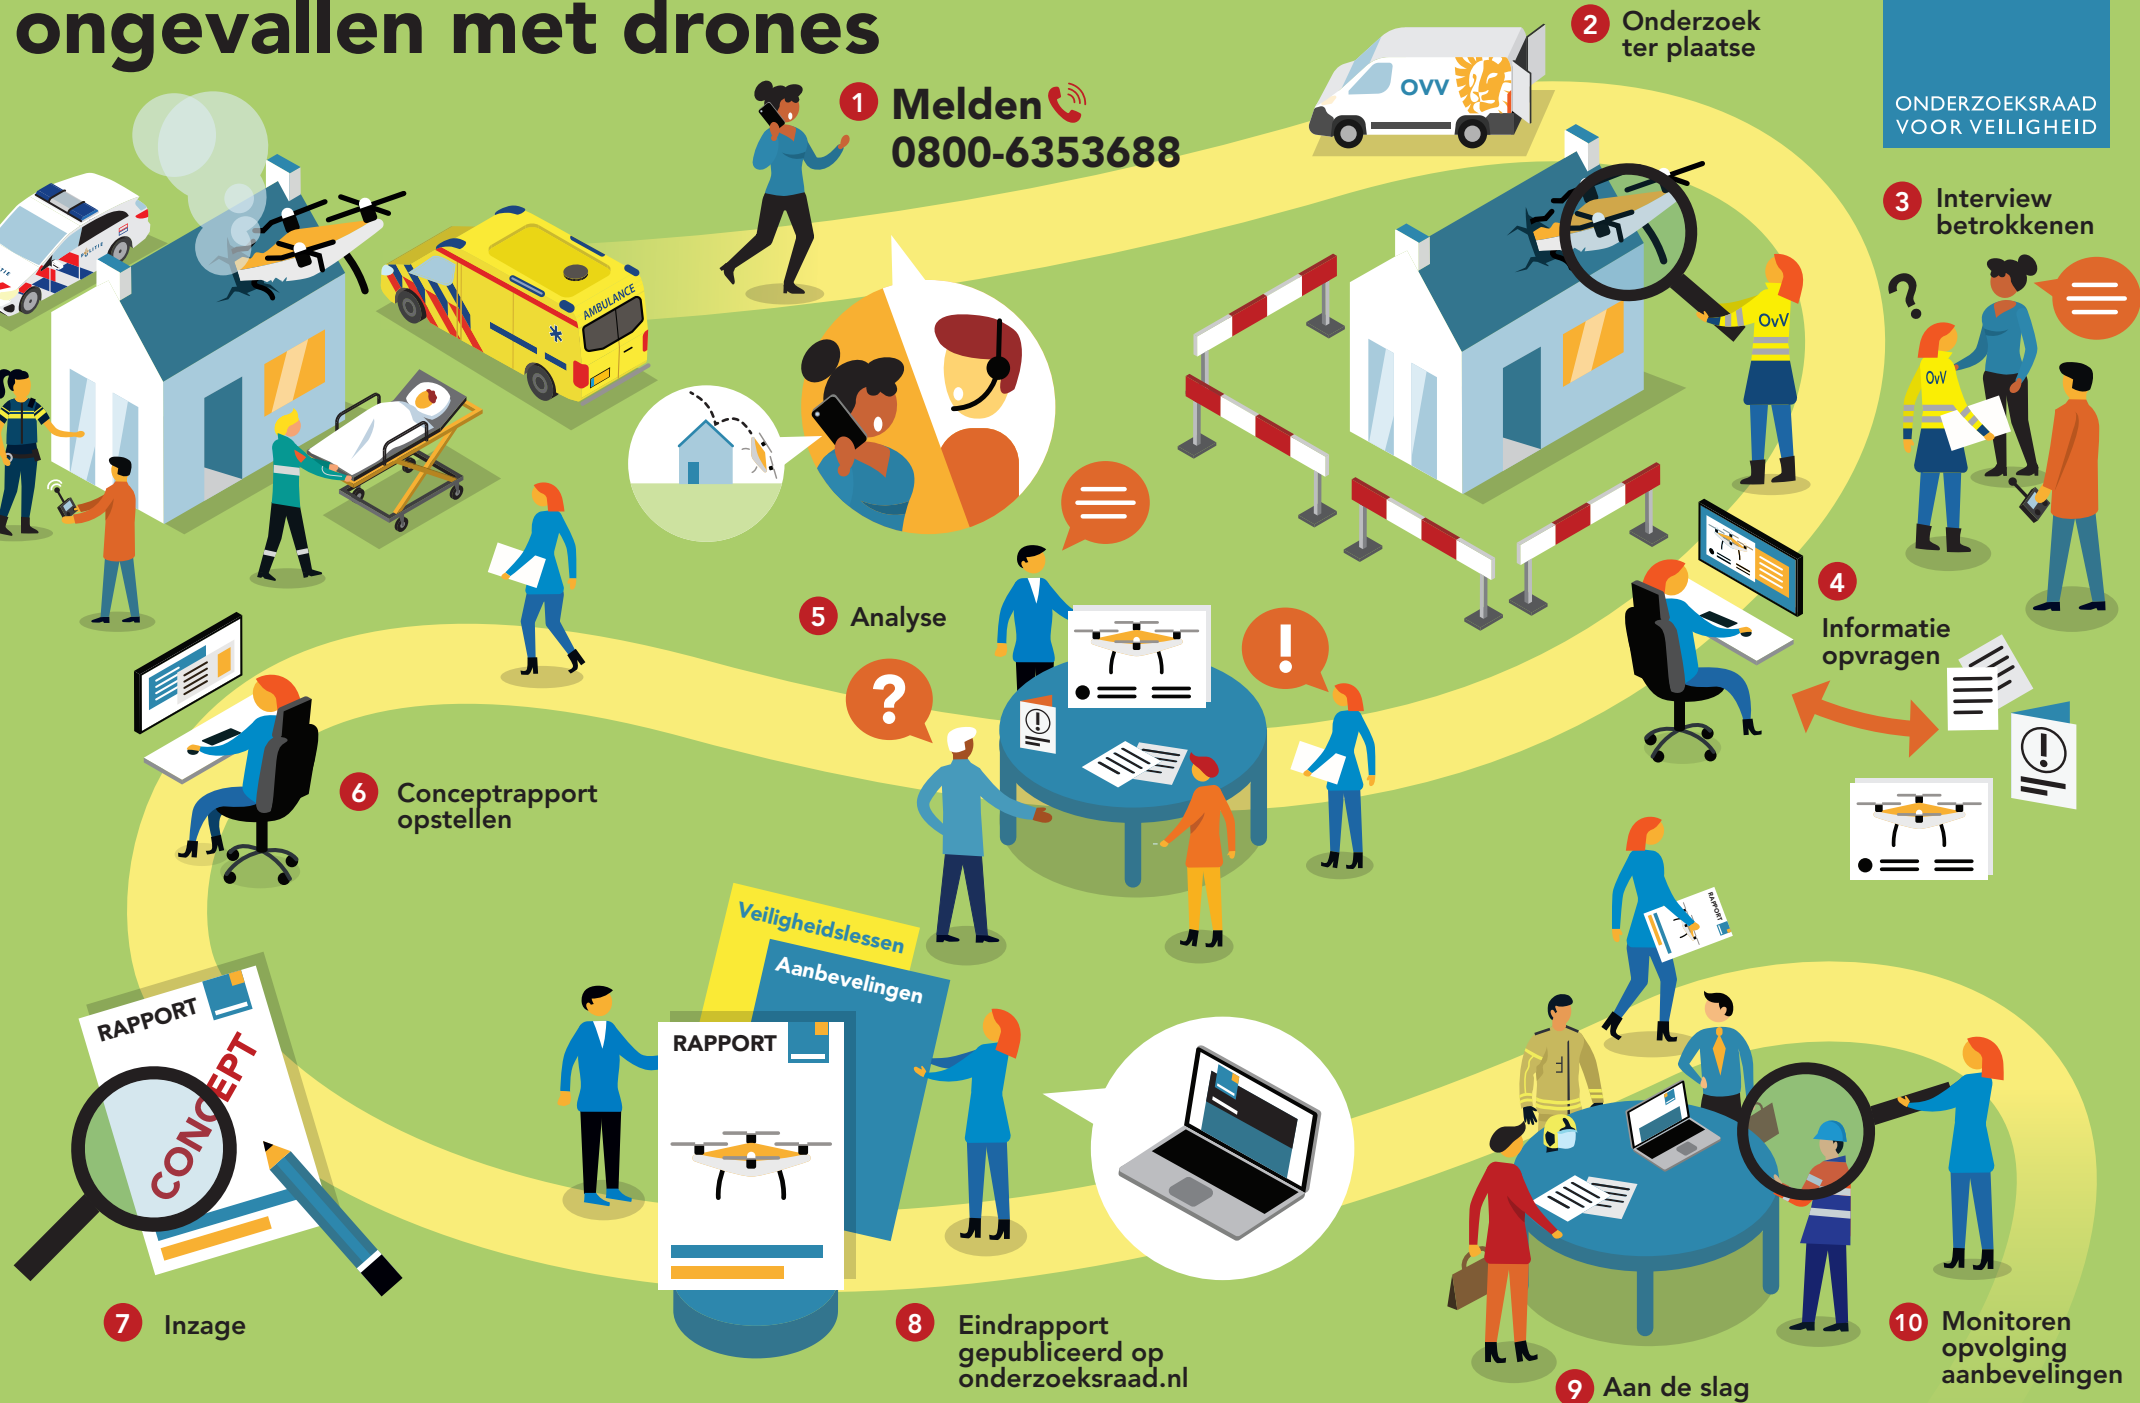 ongevallen met drones
1 Melden
0800-6353688
2 Onderzoek
ter plaatse
ONDERZOEKSRAAD
VOOR VEILIGHEID
OVV
3 Interview
betrokkenen
POLITIE
AMBULANCE
OvV
OvV
4
Informatie
opvragen
5 Analyse
?
!
?
!
!
6 Conceptrapport
opstellen
RAPPORT
CONCEPT
7 Inzage
Veiligheidslessen
Aanbevelingen
RAPPORT
8 Eindrapport
gepubliceerd op
onderzoeksraad.nl
RAPPORT
9 Aan de slag
10 Monitoren
opvolging
aanbevelingen